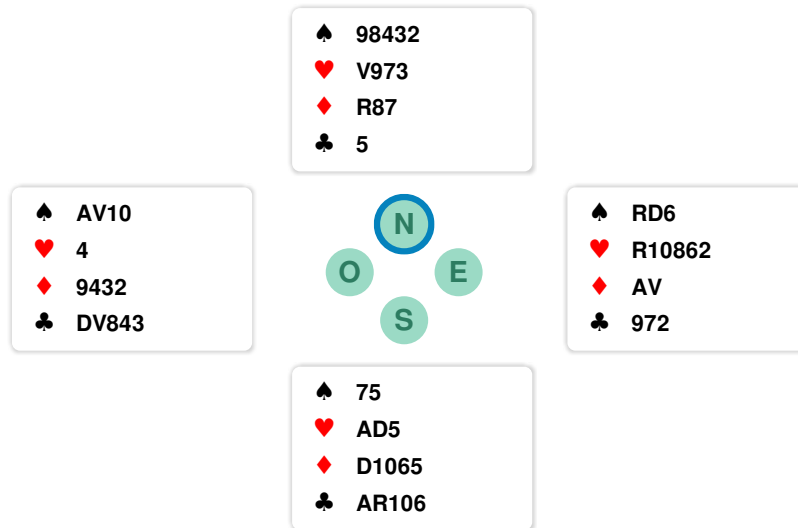 ♠ 98432
♥ V973
♦ R87
♣ 5
♠ AV10
♥ 4
♦ 9432
♣ DV843
N
O E
S
♠ RD6
♥ R10862
♦ AV
♣ 972
♠ 75
♥ AD5
♦ D1065
♣ AR106